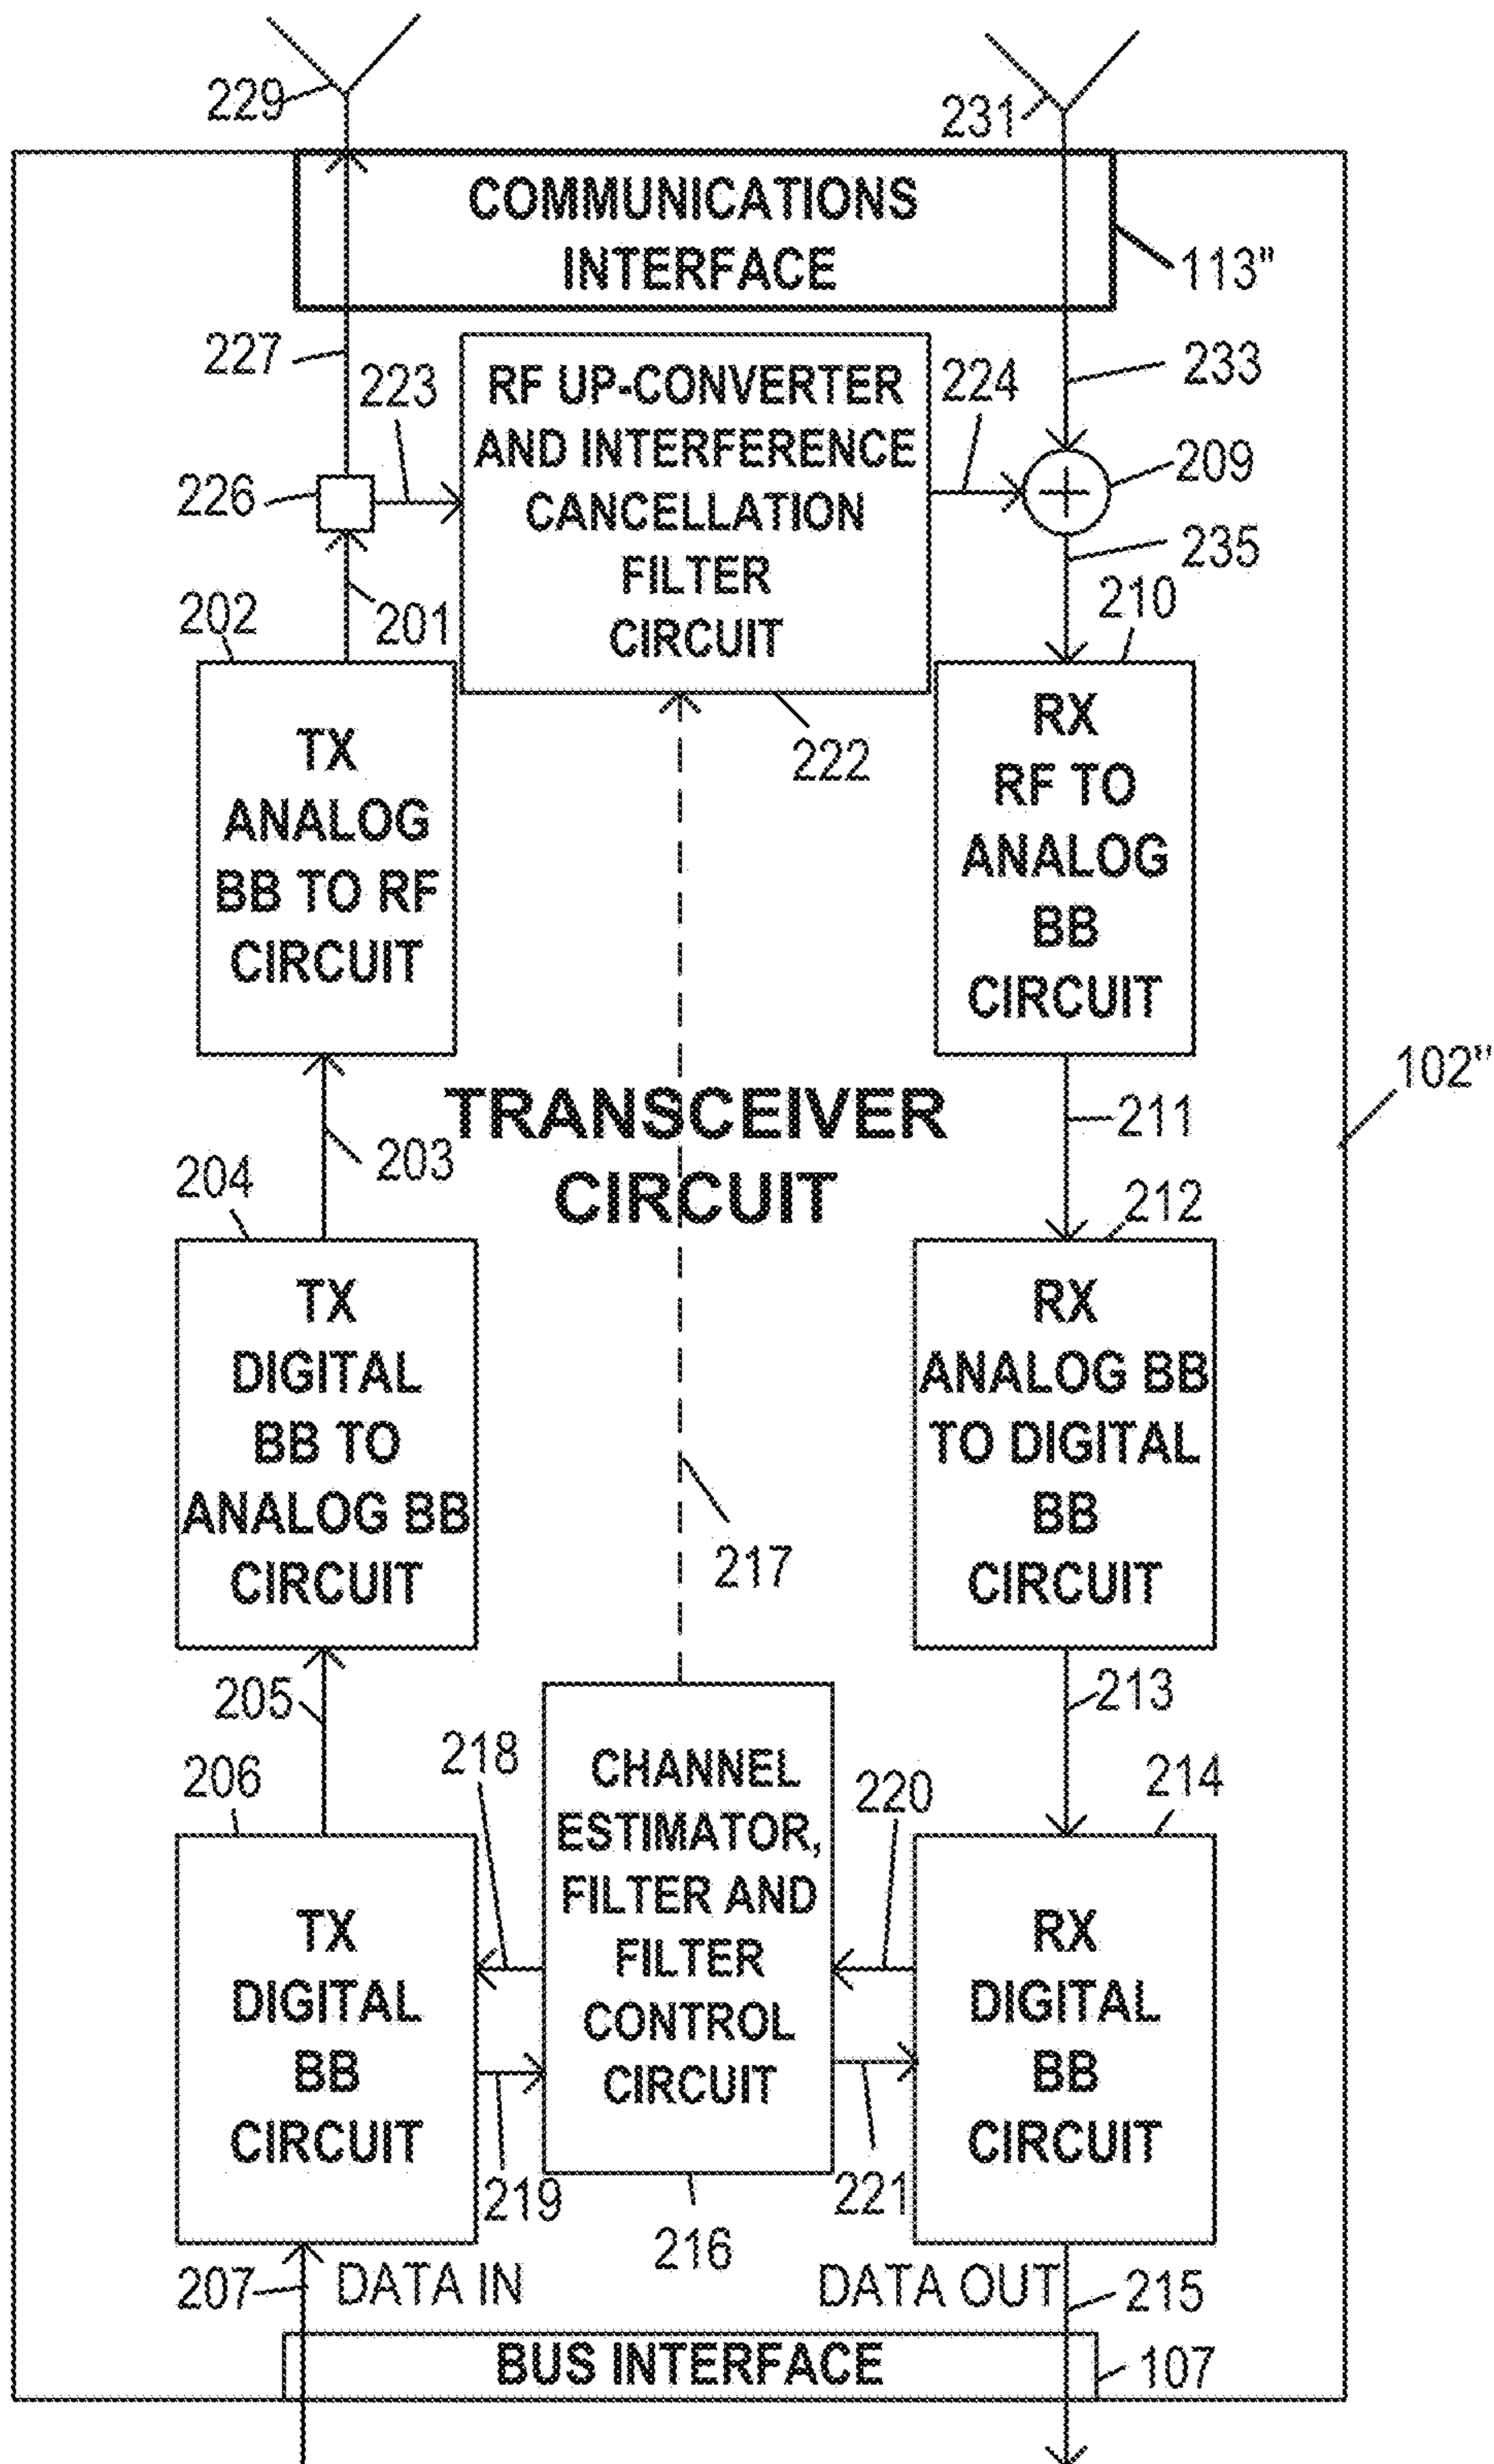 229
231
COMMUNICATIONS
INTERFACE
113"
227
223
RF UP-CONVERTER
AND INTERFERENCE
CANCELLATION
FILTER
CIRCUIT
224
233
226
209
235
202
201
210
222
TX
ANALOG
BB TO RF
CIRCUIT
RX
RF TO
ANALOG
BB
CIRCUIT
102"
TRANSCEIVER
CIRCUIT
203
211
204
212
TX
DIGITAL
BB TO
ANALOG BB
CIRCUIT
RX
ANALOG BB
TO DIGITAL
BB
CIRCUIT
217
205
213
206
218
220
214
TX
DIGITAL
BB
CIRCUIT
CHANNEL
ESTIMATOR,
FILTER AND
FILTER
CONTROL
CIRCUIT
RX
DIGITAL
BB
CIRCUIT
219
221
216
207
DATA IN
DATA OUT
215
BUS INTERFACE
107